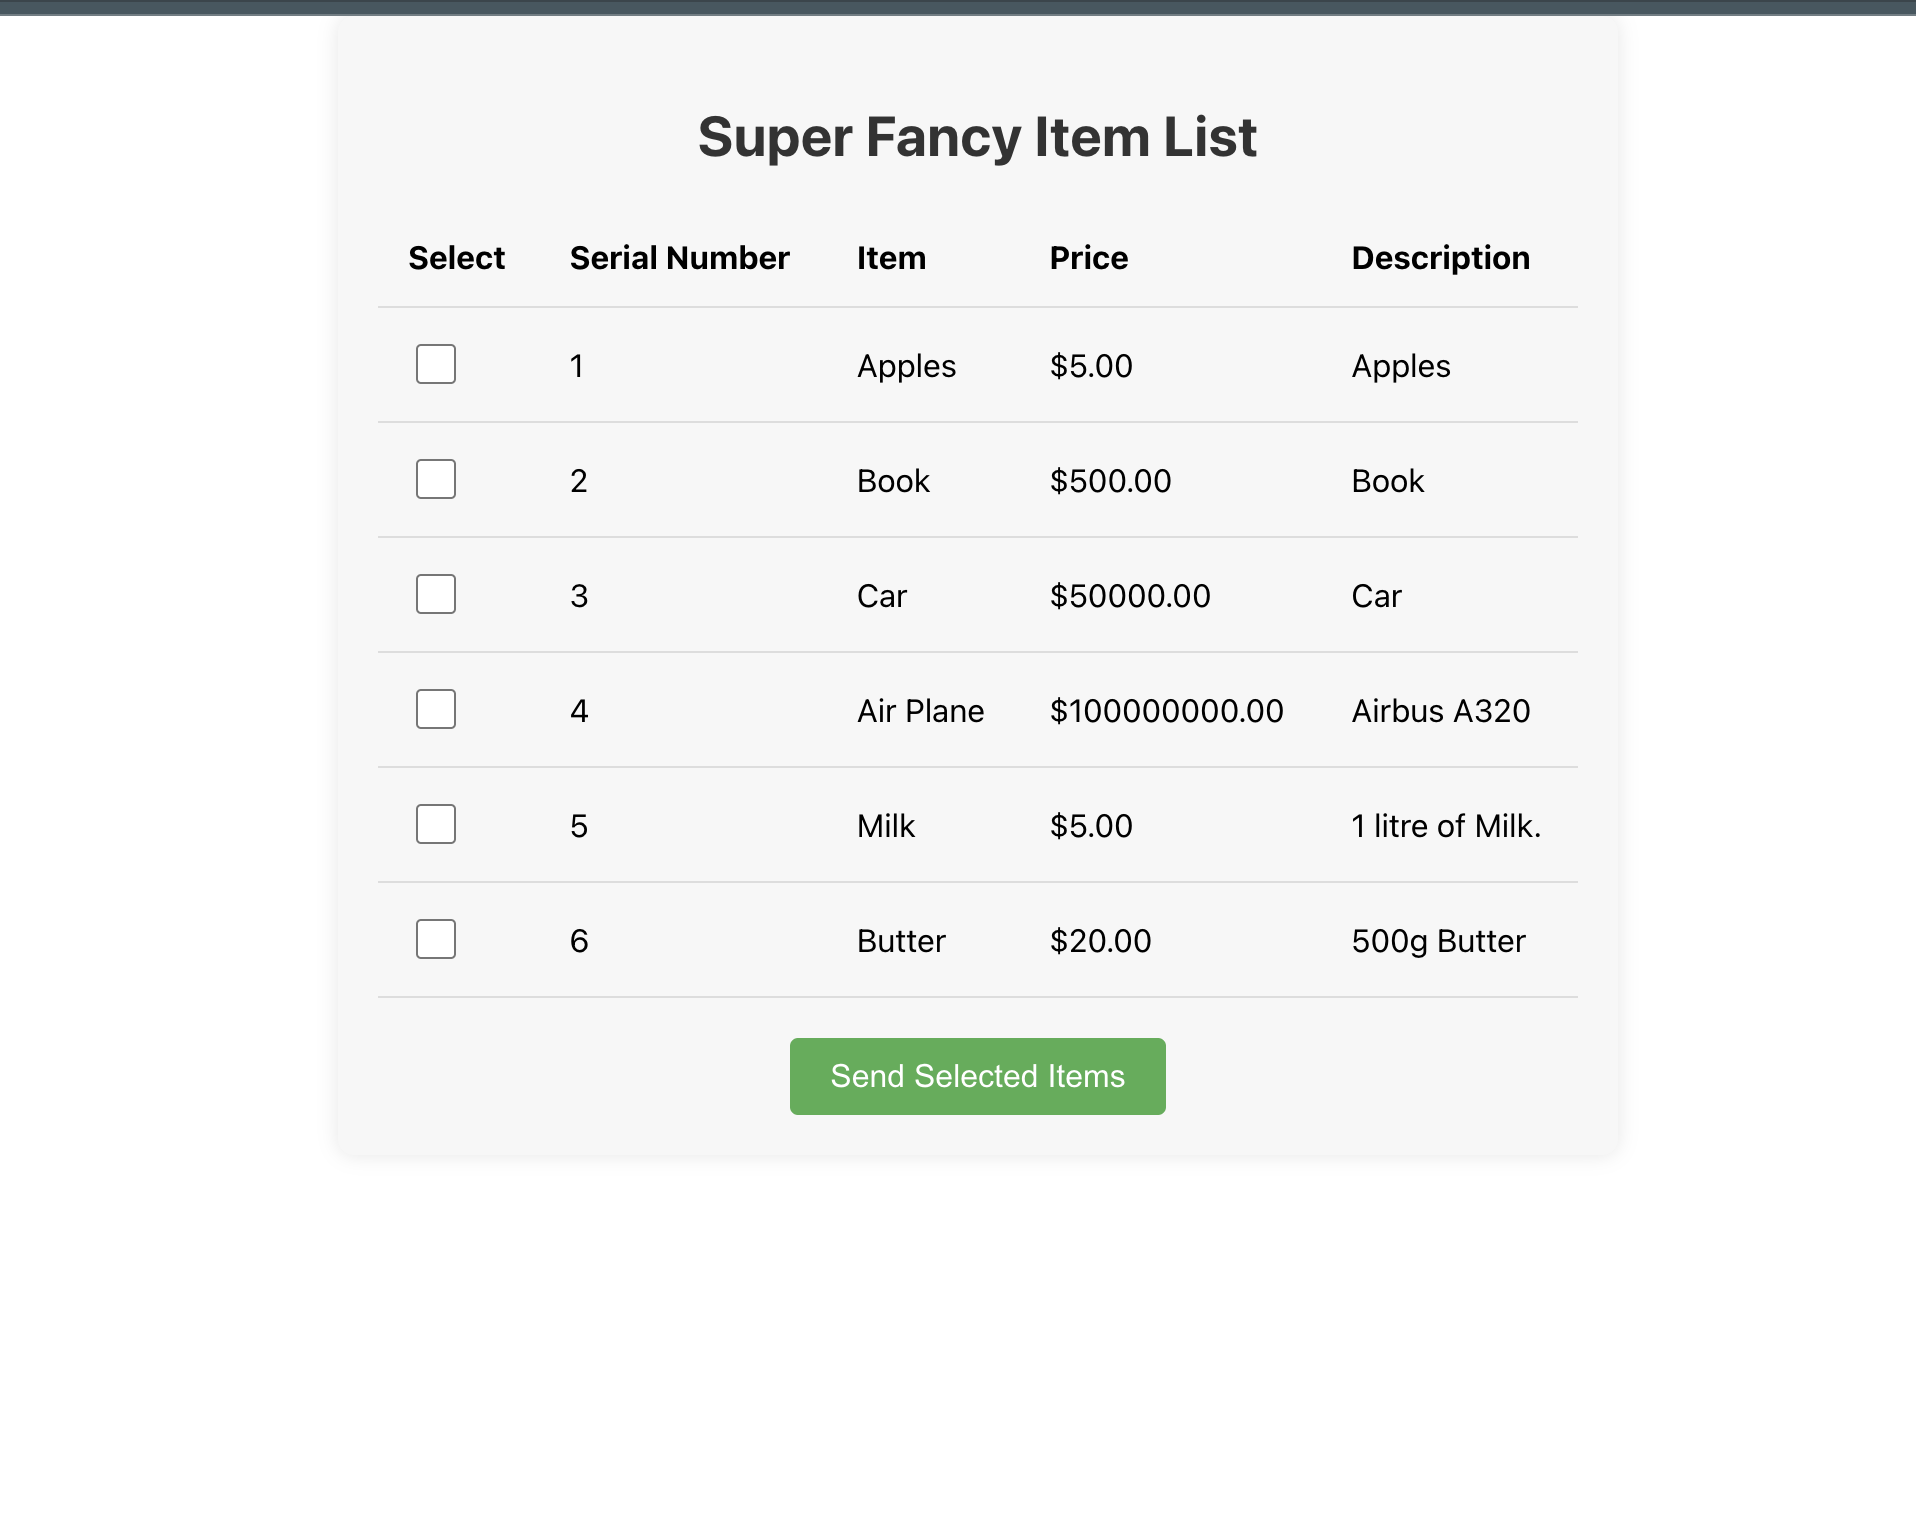 Super Fancy Item List
Select Serial Number Item Price Description
1 Apples $5.00 Apples
2 Book $500.00 Book
3 Car $50000.00 Car
4 Air Plane $100000000.00 Airbus A320
5 Milk $5.00 1 litre of Milk.
6 Butter $20.00 500g Butter
Send Selected Items